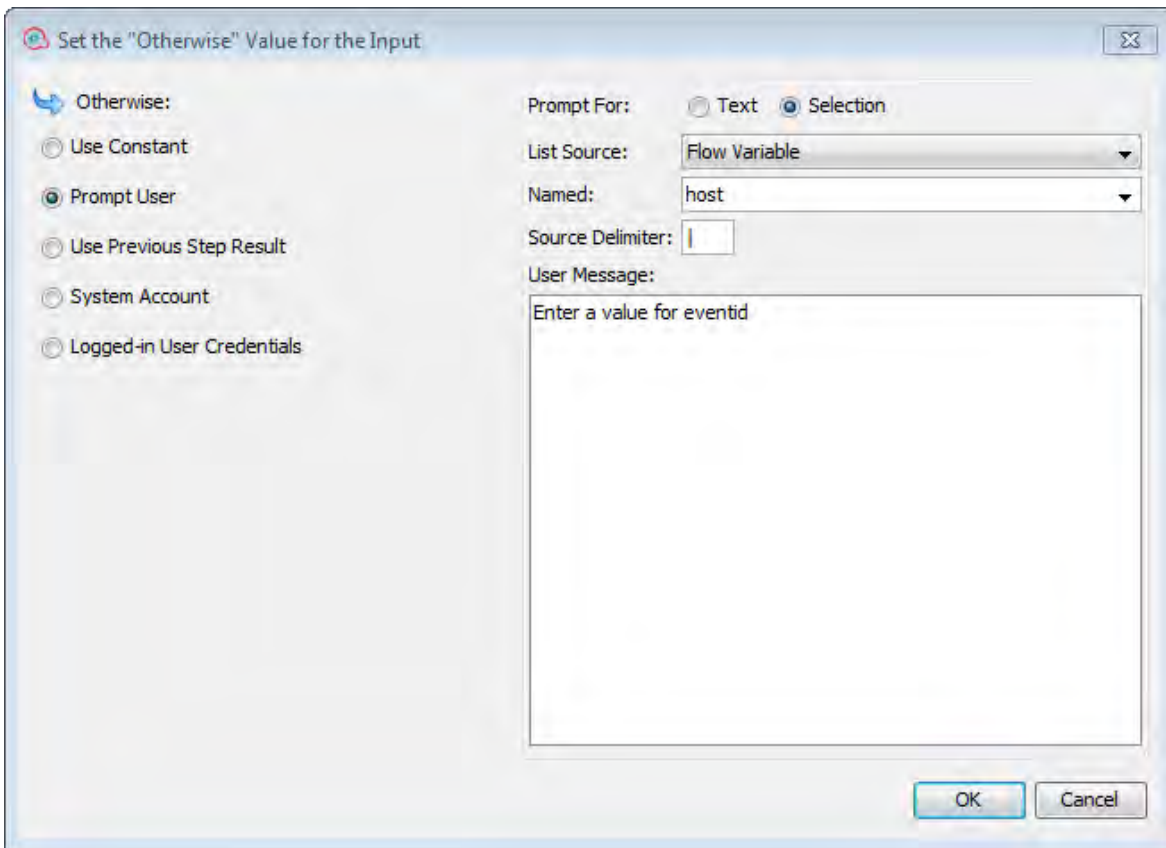 Set the "Otherwise" Value for the Input
Otherwise:
Use Constant
Prompt User
Use Previous Step Result
System Account
Logged-in User Credentials
Prompt For: Text Selection
List Source: Flow Variable
Named: host
Source Delimiter: |
User Message:
Enter a value for eventid
OK Cancel